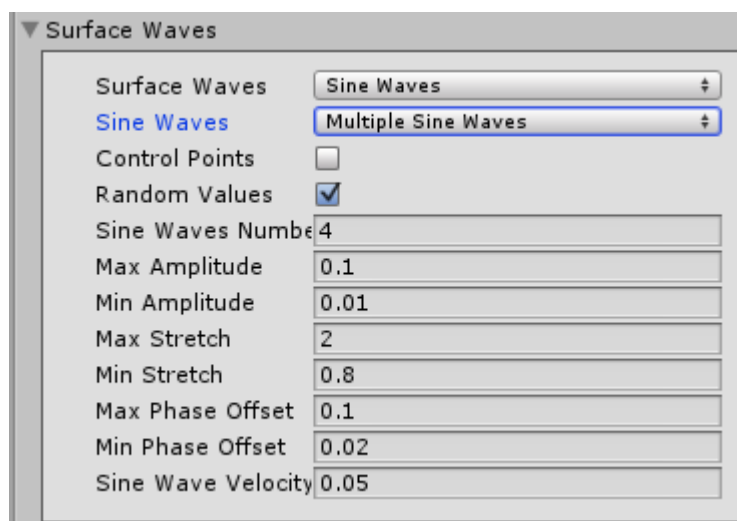 Surface Waves
Surface Waves Sine Waves
Sine Waves Multiple Sine Waves
Control Points
Random Values
Sine Waves Numbe 4
Max Amplitude 0.1
Min Amplitude 0.01
Max Stretch 2
Min Stretch 0.8
Max Phase Offset 0.1
Min Phase Offset 0.02
Sine Wave Velocity 0.05